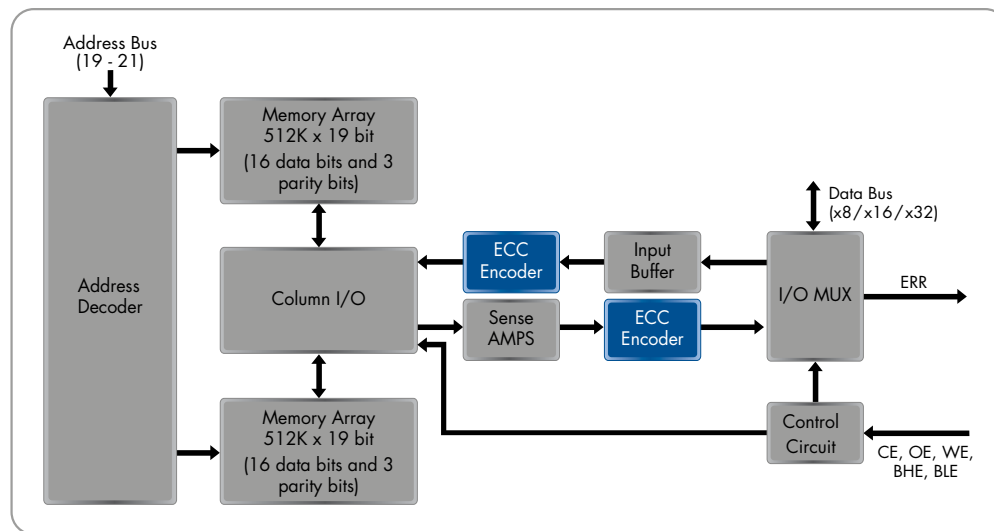 Address Bus
(19 - 21)
Memory Array
512K x 19 bit
(16 data bits and 3
parity bits)
Address
Decoder
Column I/O
ECC
Encoder
Input
Buffer
Sense
AMPS
ECC
Encoder
Data Bus
(x8/x16/x32)
I/O MUX
ERR
Memory Array
512K x 19 bit
(16 data bits and 3
parity bits)
Control
Circuit
CE, OE, WE,
BHE, BLE